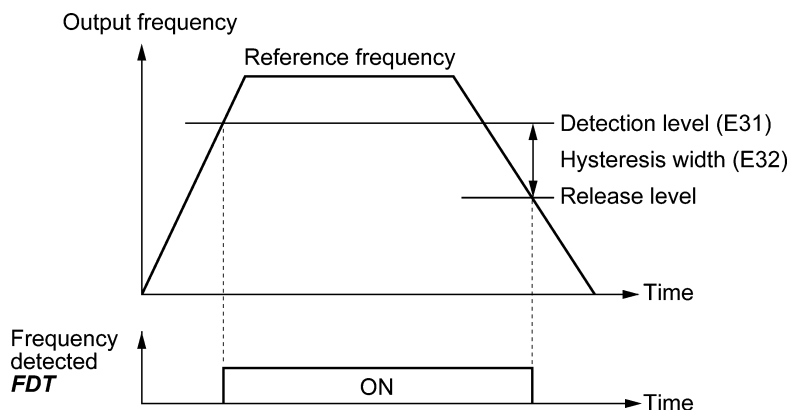 Output frequency
Reference frequency
Detection level (E31)
Hysteresis width (E32)
Release level
Time
Frequency
detected
FDT
ON
Time